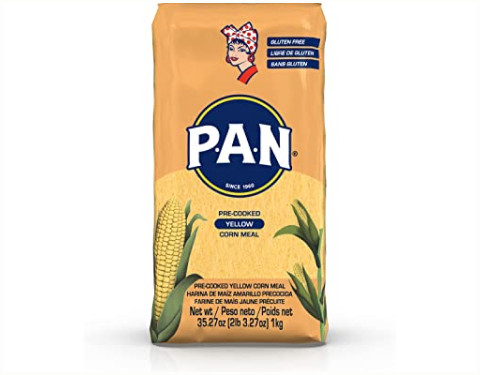 GLUTEN FREE
LIBRE DE GLUTEN
SANS GLUTEN
P.A.N®
SINCE 1960
PRE-COOKED
YELLOW
CORN MEAL
PRE-COOKED YELLOW CORN MEAL
HARINA DE MAÍZ AMARILLO PRECOCIDA
FARINE DE MAÏS JAUNE PRÉCUITE
Net wt / Peso neto / Poids net
35.27oz (2lb 3.27oz) 1kg